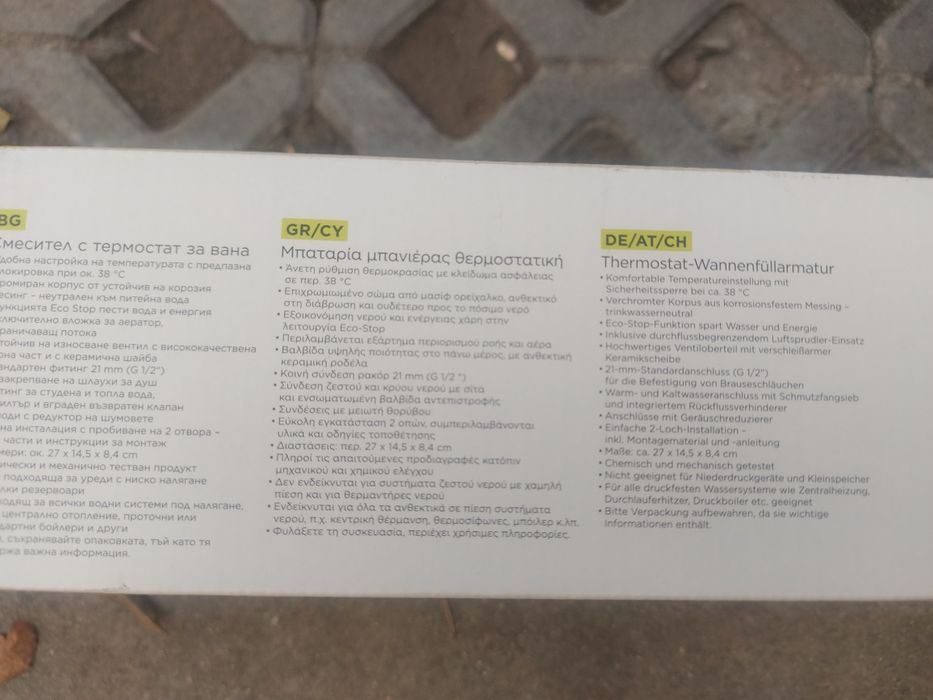 BG
Смесител с термостат за вана
добна настройка на температурата с предпазна
локировка при ок. 38 °C
ромиран корпус от устойчив на корозия
есинг – неутрален към питейна вода
ункцията Eco Stop пести вода и енергия
ключително вложка за аератор,
раничаващ потока
стойчив на износване вентил с висококачествена
рна част и с керамична шайба
андартен фитинг 21 mm (G 1/2")
закрепване на шлаухи за душ
тинг за студена и топла вода,
илтър и вграден възвратен клапан
води с редуктор на шумовете
на инсталация с пробиване на 2 отвора –
части и инструкции за монтаж
мери: ок. 27 x 14,5 x 8,4 cm
ически и механично тестван продукт
подходяща за уреди с ниско налягане
лки резервоари
ходящ за всички водни системи под налягане,
централно отопление, проточни или
дартни бойлери и други
, съхранявайте опаковката, тъй като тя
ржа важна информация.
GR/CY
Μπαταρία μπανιέρας θερμοστατική
• Άνετη ρύθμιση θερμοκρασίας με κλείδωμα ασφάλειας
σε περ. 38 °C
• Επιχρωμιωμένο σώμα από μασίφ ορείχαλκο, ανθεκτικό
στη διάβρωση και ουδέτερο προς το πόσιμο νερό
• Εξοικονόμηση νερού και ενέργειας χάρη στην
λειτουργία Eco-Stop
• Περιλαμβάνεται εξάρτημα περιορισμού ροής και αέρα
• Βαλβίδα υψηλής ποιότητας στο πάνω μέρος, με ανθεκτική
κεραμική ροδέλα
• Κοινή σύνδεση ρακόρ 21 mm (G 1/2 ")
• Σύνδεση ζεστού και κρύου νερού με σίτα
και ενσωματωμένη βαλβίδα αντεπιστροφής
• Συνδέσεις με μειωτή θορύβου
• Εύκολη εγκατάσταση 2 οπών, συμπεριλαμβάνονται
υλικά και οδηγίες τοποθέτησης
• Διαστάσεις: περ. 27 x 14,5 x 8,4 cm
• Πληροί τις απαιτούμενες προδιαγραφές κατόπιν
μηχανικού και χημικού ελέγχου
• Δεν ενδείκνυται για συστήματα ζεστού νερού με χαμηλή
πίεση και για θερμαντήρες νερού
• Ενδείκνυται για όλα τα ανθεκτικά σε πίεση συστήματα
νερού, π.χ. κεντρική θέρμανση, θερμοσίφωνες, μπόιλερ κ.λπ.
• Φυλάξετε τη συσκευασία, περιέχει χρήσιμες πληροφορίες.
DE/AT/CH
Thermostat-Wannenfüllarmatur
• Komfortable Temperatureinstellung mit
Sicherheitssperre bei ca. 38 °C
• Verchromter Korpus aus korrosionsfestem Messing –
trinkwasserneutral
• Eco-Stop-Funktion spart Wasser und Energie
• Inklusive durchflussbegrenzendem Luftsprudler-Einsatz
• Hochwertiges Ventiloberteil mit verschleißarmer
Keramikscheibe
• 21-mm-Standardanschluss (G 1/2")
für die Befestigung von Brauseschläuchen
• Warm- und Kaltwasseranschluss mit Schmutzfangsieb
und integriertem Rückflussverhinderer
• Anschlüsse mit Geräuschreduzierer
• Einfache 2-Loch-Installation –
inkl. Montagematerial und -anleitung
• Maße: ca. 27 x 14,5 x 8,4 cm
• Chemisch und mechanisch getestet
• Nicht geeignet für Niederdruckgeräte und Kleinspeicher
• Für alle druckfesten Wassersysteme wie Zentralheizung,
Durchlauferhitzer, Druckboiler etc. geeignet
• Bitte Verpackung aufbewahren, da sie wichtige
Informationen enthält.